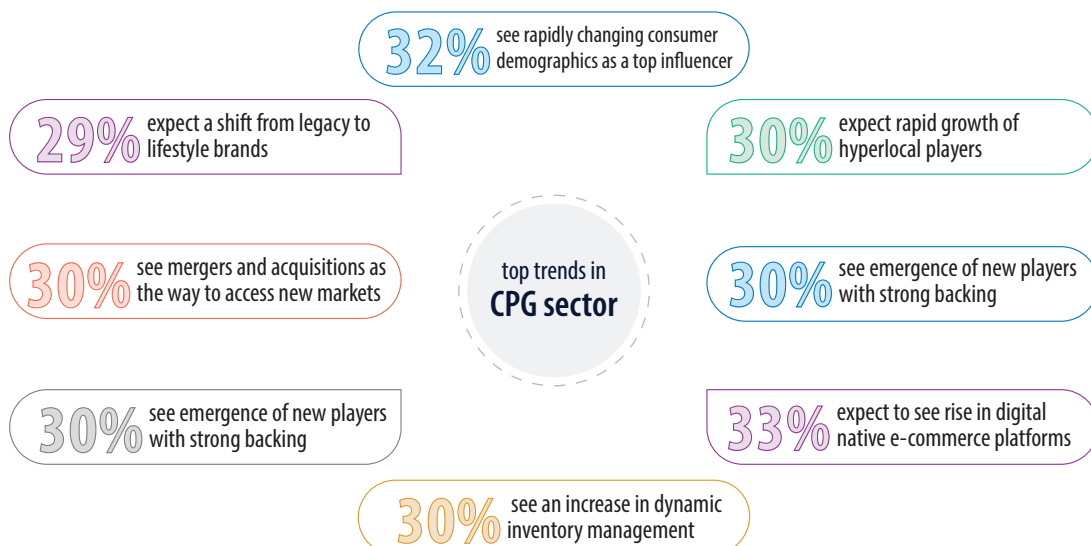 32% see rapidly changing consumer
demographics as a top influencer
29% expect a shift from legacy to
lifestyle brands
30% expect rapid growth of
hyperlocal players
30% see mergers and acquisitions as
the way to access new markets
top trends in
CPG sector
30% see emergence of new players
with strong backing
30% see emergence of new players
with strong backing
33% expect to see rise in digital
native e-commerce platforms
30% see an increase in dynamic
inventory management